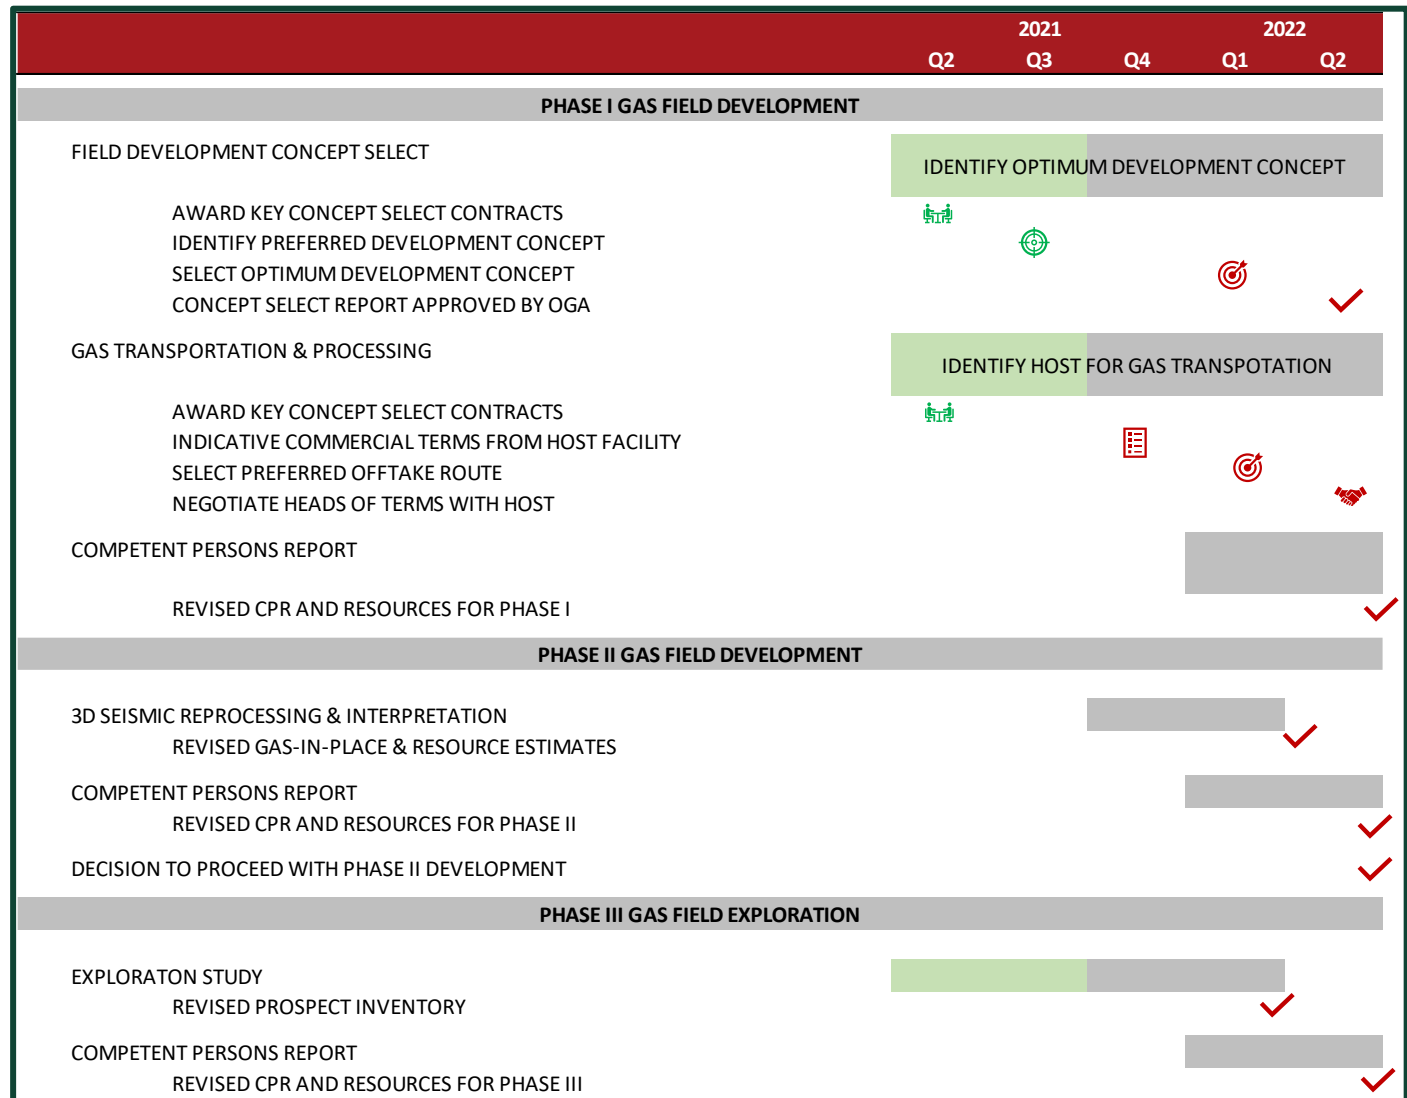 2021 2022
Q2 Q3 Q4 Q1 Q2
PHASE I GAS FIELD DEVELOPMENT
FIELD DEVELOPMENT CONCEPT SELECT
IDENTIFY OPTIMUM DEVELOPMENT CONCEPT
AWARD KEY CONCEPT SELECT CONTRACTS
IDENTIFY PREFERRED DEVELOPMENT CONCEPT
SELECT OPTIMUM DEVELOPMENT CONCEPT
CONCEPT SELECT REPORT APPROVED BY OGA
GAS TRANSPORTATION & PROCESSING
IDENTIFY HOST FOR GAS TRANSPOTATION
AWARD KEY CONCEPT SELECT CONTRACTS
INDICATIVE COMMERCIAL TERMS FROM HOST FACILITY
SELECT PREFERRED OFFTAKE ROUTE
NEGOTIATE HEADS OF TERMS WITH HOST
COMPETENT PERSONS REPORT
REVISED CPR AND RESOURCES FOR PHASE I
PHASE II GAS FIELD DEVELOPMENT
3D SEISMIC REPROCESSING & INTERPRETATION
REVISED GAS-IN-PLACE & RESOURCE ESTIMATES
COMPETENT PERSONS REPORT
REVISED CPR AND RESOURCES FOR PHASE II
DECISION TO PROCEED WITH PHASE II DEVELOPMENT
PHASE III GAS FIELD EXPLORATION
EXPLORATON STUDY
REVISED PROSPECT INVENTORY
COMPETENT PERSONS REPORT
REVISED CPR AND RESOURCES FOR PHASE III